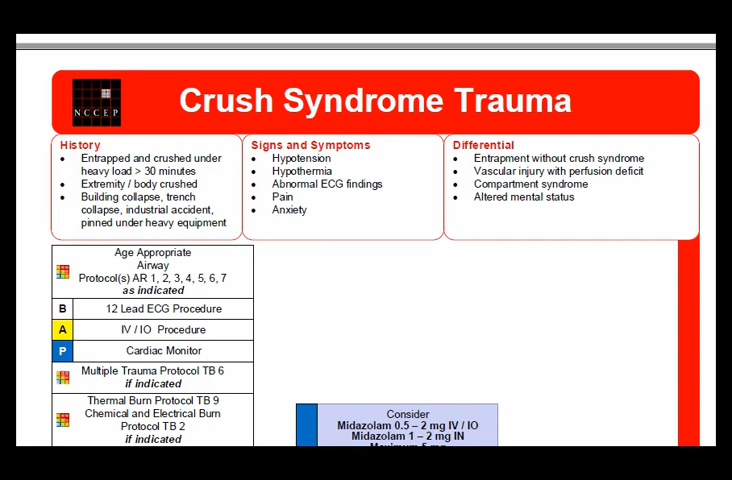 NCCEP
Crush Syndrome Trauma
History
• Entrapped and crushed under
heavy load > 30 minutes
• Extremity / body crushed
• Building collapse, trench
collapse, industrial accident,
pinned under heavy equipment
Signs and Symptoms
• Hypotension
• Hypothermia
• Abnormal ECG findings
• Pain
• Anxiety
Differential
• Entrapment without crush syndrome
• Vascular injury with perfusion deficit
• Compartment syndrome
• Altered mental status
Age Appropriate
Airway
Protocol(s) AR 1, 2, 3, 4, 5, 6, 7
as indicated
B 12 Lead ECG Procedure
A IV / IO Procedure
P Cardiac Monitor
Multiple Trauma Protocol TB 6
if indicated
Thermal Burn Protocol TB 9
Chemical and Electrical Burn
Protocol TB 2
if indicated
Consider
Midazolam 0.5 – 2 mg IV / IO
Midazolam 1 – 2 mg IN
Maximum 5 mg